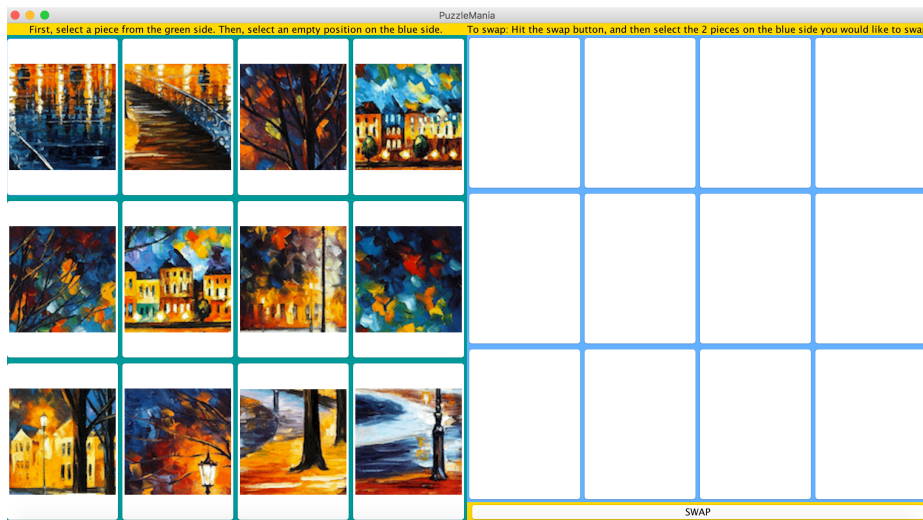 PuzzleMania
First, select a piece from the green side. Then, select an empty position on the blue side.
To swap: Hit the swap button, and then select the 2 pieces on the blue side you would like to swa
SWAP